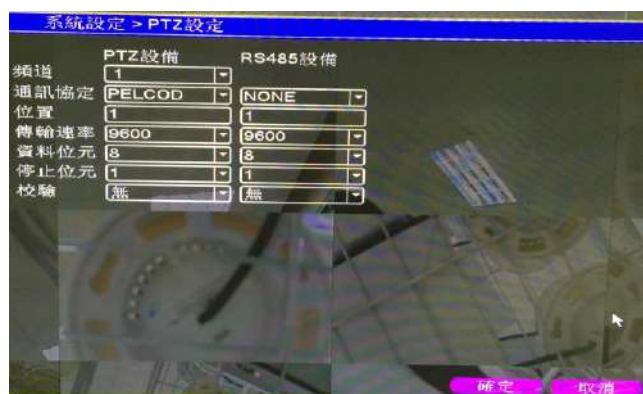 系統設定 > PTZ設定
PTZ設備 RS485設備
頻道 1
通訊協定 PELCOD NONE
位置 1 1
傳輸速率 9600 9600
資料位元 8 8
停止位元 1 1
校驗 無 無
確定 取消